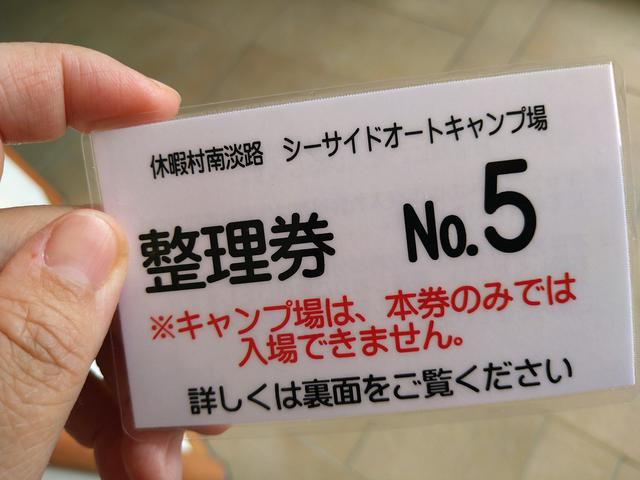 休暇村南淡路 シーサイドオートキャンプ場
整理券 No.5
※キャンプ場は、本券のみでは
入場できません。
詳しくは裏面をご覧ください